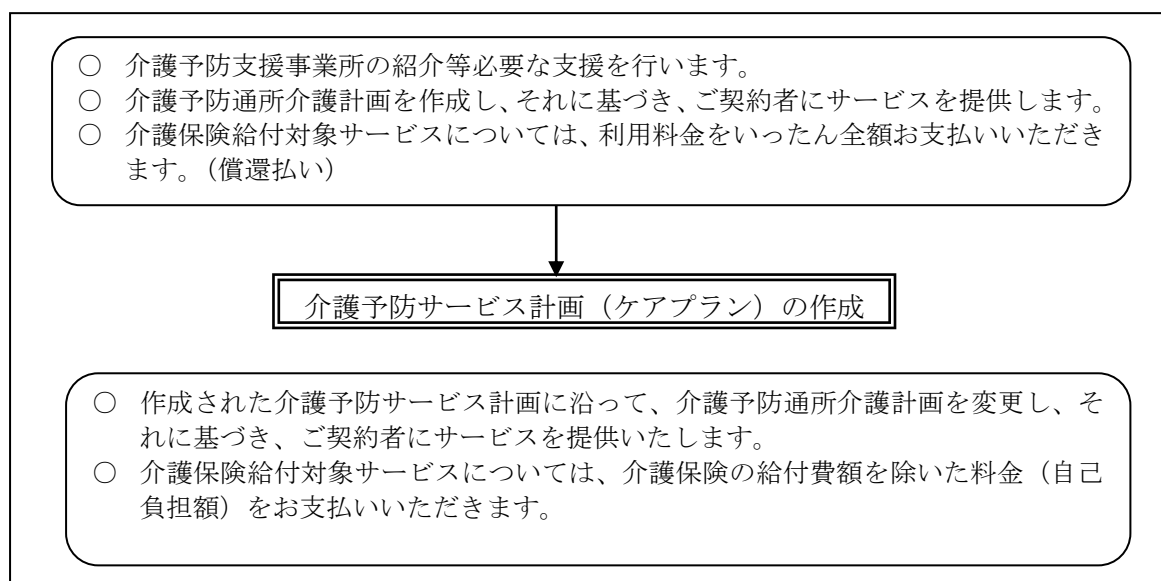 ○ 介護予防支援事業所の紹介等必要な支援を行います。
○ 介護予防通所介護計画を作成し、それに基づき、ご契約者にサービスを提供します。
○ 介護保険給付対象サービスについては、利用料金をいったん全額お支払いいただき
ます。（償還払い）
介護予防サービス計画（ケアプラン）の作成
○ 作成された介護予防サービス計画に沿って、介護予防通所介護計画を変更し、そ
れに基づき、ご契約者にサービスを提供いたします。
○ 介護保険給付対象サービスについては、介護保険の給付費額を除いた料金（自己
負担額）をお支払いいただきます。